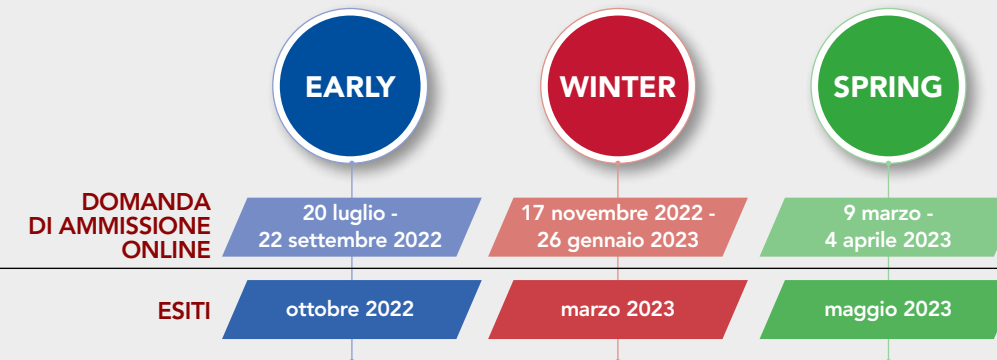 EARLY
WINTER
SPRING
DOMANDA
DI AMMISSIONE
ONLINE
20 luglio -
22 settembre 2022
17 novembre 2022 -
26 gennaio 2023
9 marzo -
4 aprile 2023
ESITI
ottobre 2022
marzo 2023
maggio 2023